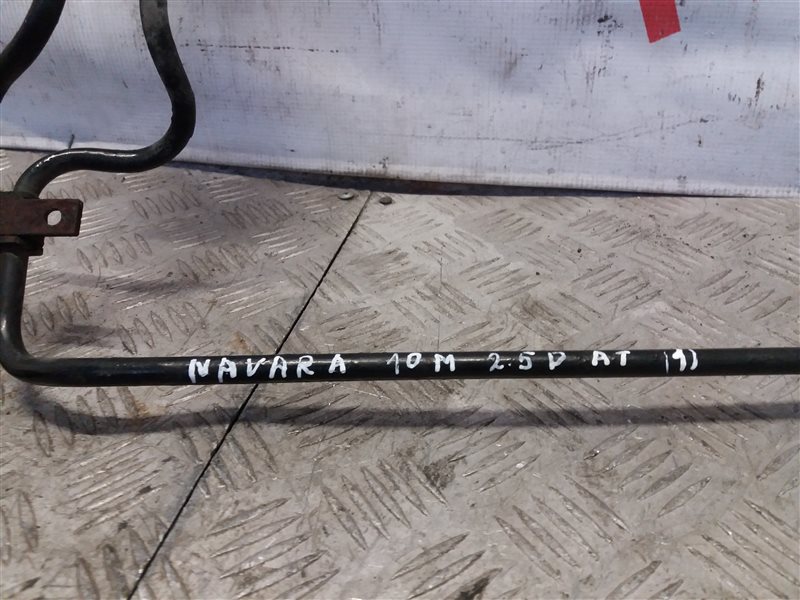 NAVARA 10M 2.5D AT (1)